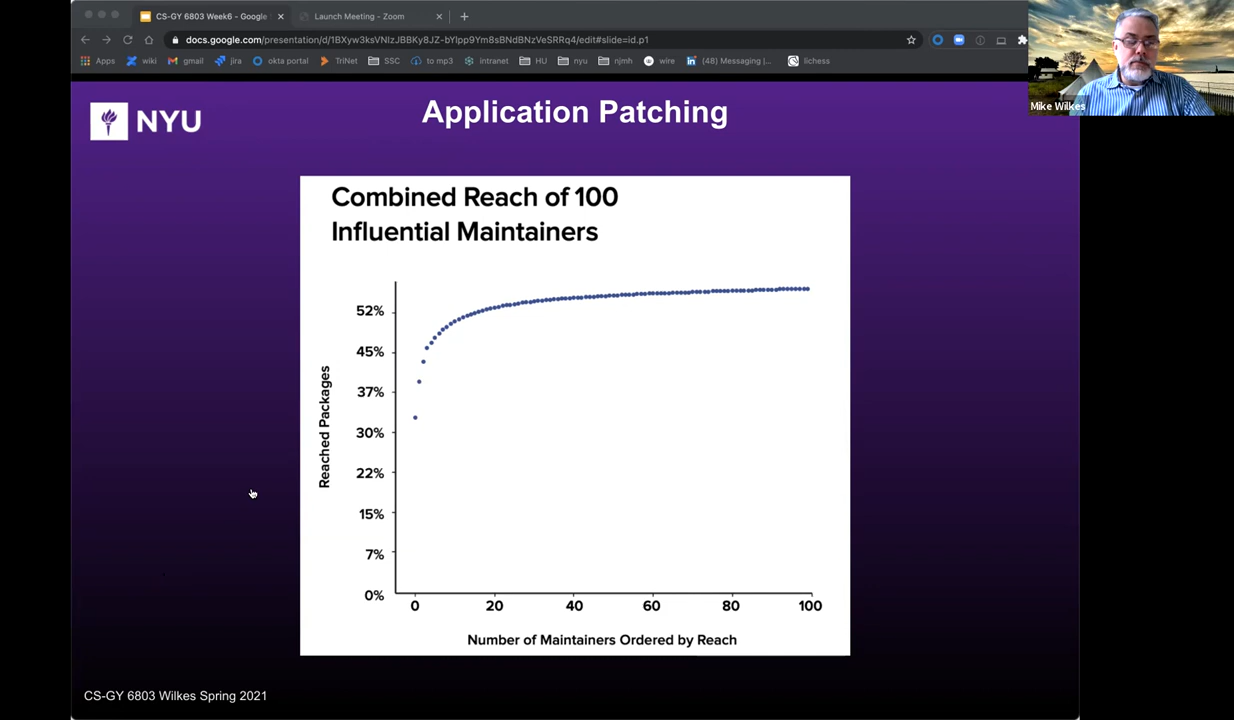 CS-GY 6803 Week6 - Google
Launch Meeting - Zoom
docs.google.com/presentation/d/1BXyw3ksVNIzJBBKy8JZ-bYlpp9Ym8sBNdBNzVeSRRq4/edit#slide=id.p1
Apps wiki gmail jira okta portal TriNet SSC to mp3 intranet HU nyu njmh wire (48) Messaging |... lichess
Mike Wilkes
NYU
Application Patching
Combined Reach of 100
Influential Maintainers
52%
45%
37%
30%
22%
15%
7%
0%
Reached Packages
0 20 40 60 80 100
Number of Maintainers Ordered by Reach
CS-GY 6803 Wilkes Spring 2021